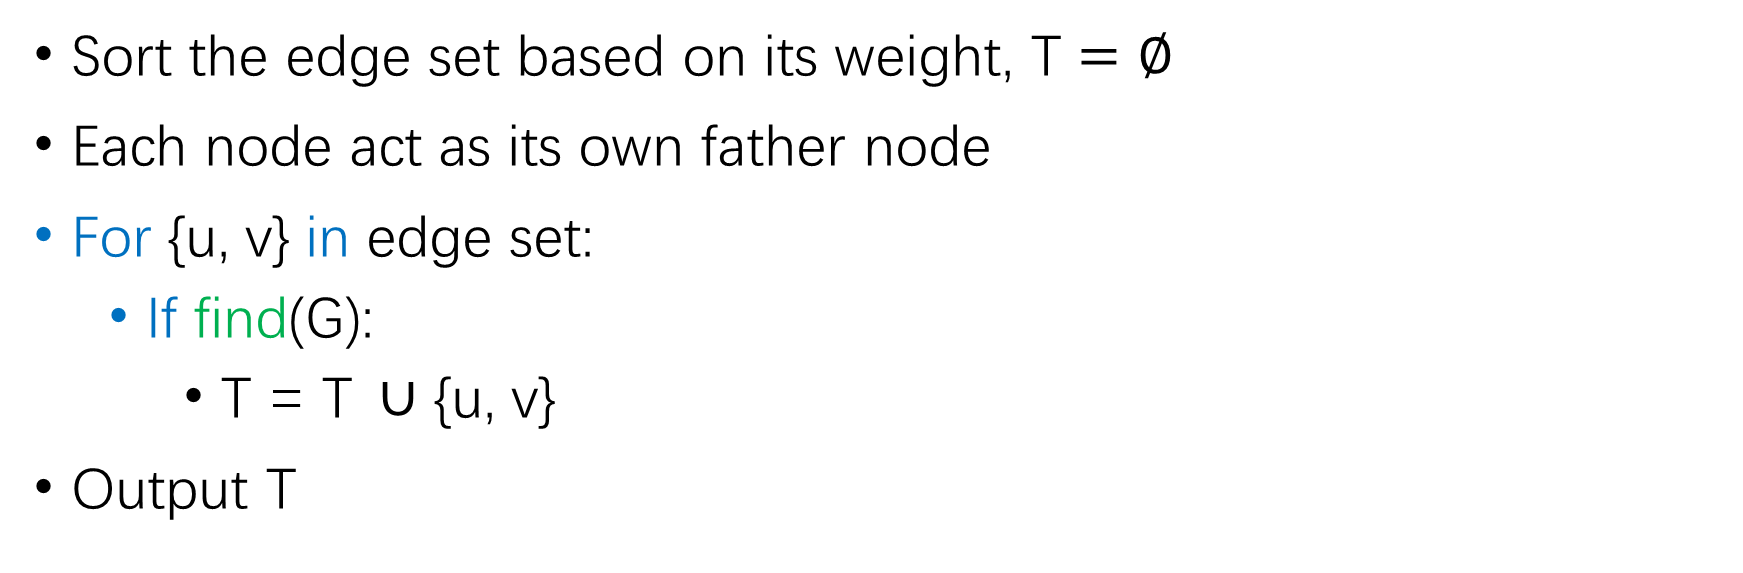 • Sort the edge set based on its weight, T = ∅
• Each node act as its own father node
• For {u, v} in edge set:
• If find(G):
• T = T ∪ {u, v}
• Output T